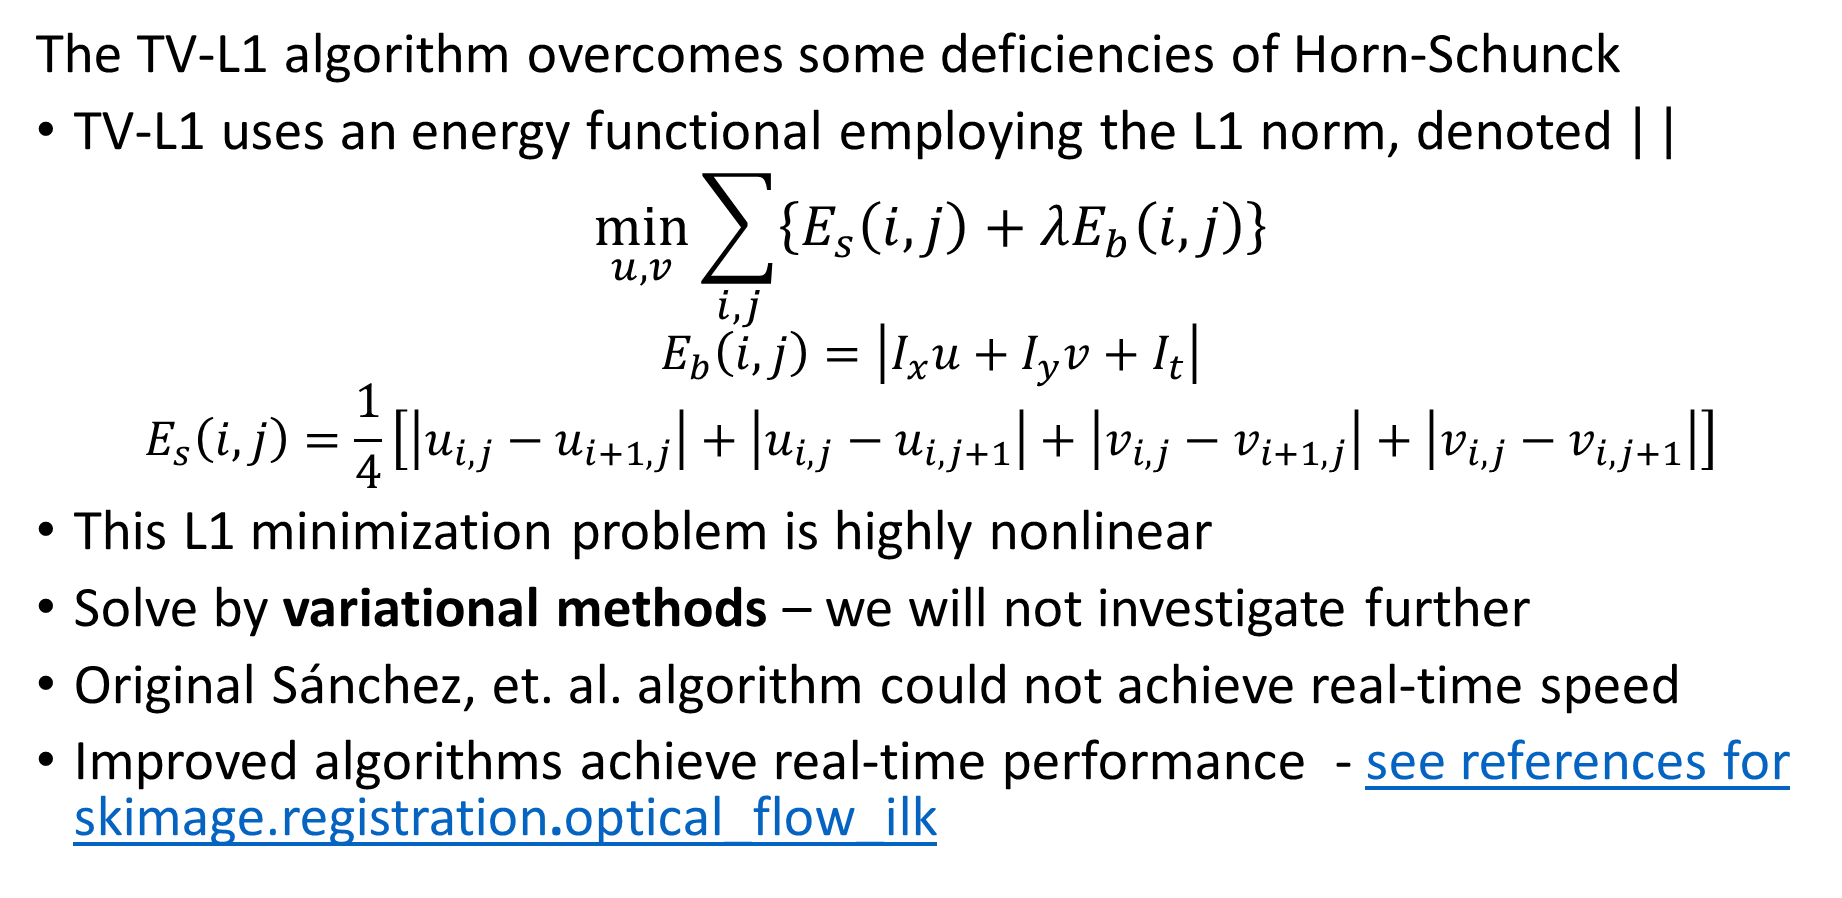 The TV-L1 algorithm overcomes some deficiencies of Horn-Schunck
• TV-L1 uses an energy functional employing the L1 norm, denoted | |
min_{u,v} ∑_{i,j} {E_s(i,j) + λE_b(i,j)}
E_b(i,j) = |I_x u + I_y v + I_t|
E_s(i,j) = 1/4 [|u_{i,j} − u_{i+1,j}| + |u_{i,j} − u_{i,j+1}| + |v_{i,j} − v_{i+1,j}| + |v_{i,j} − v_{i,j+1}|]
• This L1 minimization problem is highly nonlinear
• Solve by variational methods – we will not investigate further
• Original Sánchez, et. al. algorithm could not achieve real-time speed
• Improved algorithms achieve real-time performance - see references for
skimage.registration.optical_flow_ilk